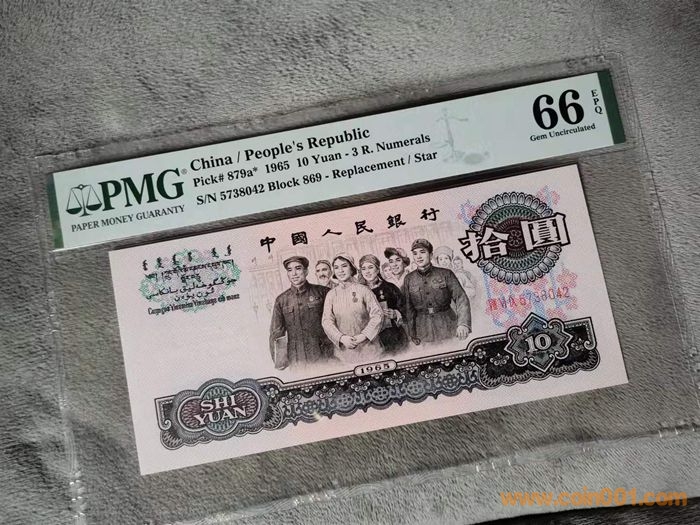 PMG®
PAPER MONEY GUARANTY
China / People's Republic
Pick# 879a* 1965 10 Yuan - 3 R. Numerals
S/N 5738042 Block 869 - Replacement / Star
66
EPQ
Gem Uncirculated
中國人民銀行
拾圓
5738042
1965
SHI
YUAN
10
www.coin001.com